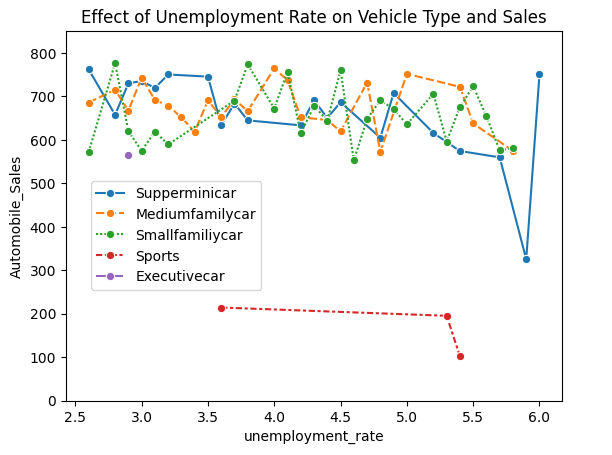 Effect of Unemployment Rate on Vehicle Type and Sales
Automobile_Sales
800
700
600
500
400
300
200
100
0
Supperminicar
Mediumfamilycar
Smallfamiliycar
Sports
Executivecar
2.5 3.0 3.5 4.0 4.5 5.0 5.5 6.0
unemployment_rate